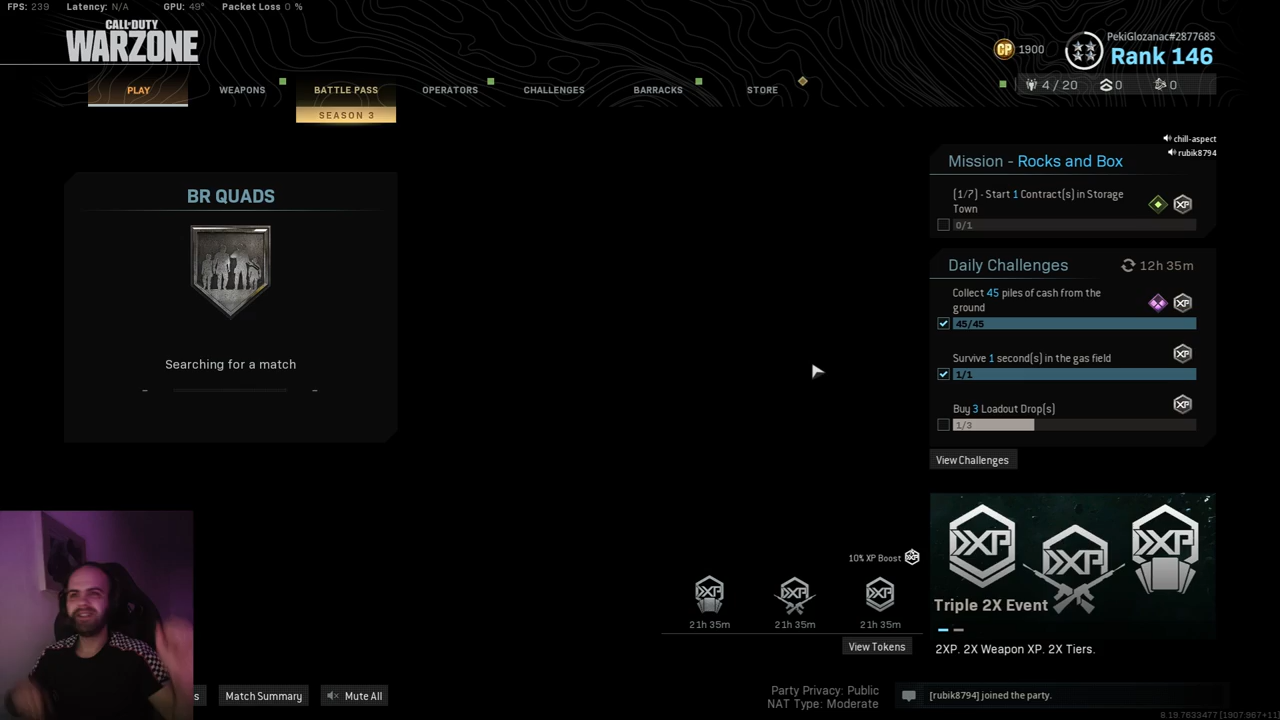 FPS: 239 Latency: N/A GPU: 49° Packet Loss 0 %
CALL·DUTY
WARZONE
CP 1900
PekiGlozanac#2877685
Rank 146
4 / 20 0 0
PLAY WEAPONS BATTLE PASS OPERATORS CHALLENGES BARRACKS STORE
SEASON 3
chill-aspect
rubik8794
BR QUADS
Searching for a match
Mission - Rocks and Box
(1/7) - Start 1 Contract(s) in Storage
Town
XP
0/1
Daily Challenges 12h 35m
Collect 45 piles of cash from the
ground
XP
45/45
Survive 1 second(s) in the gas field
XP
1/1
Buy 3 Loadout Drop(s)
XP
1/3
View Challenges
10% XP Boost
21h 35m 21h 35m 21h 35m
View Tokens
Triple 2X Event
2XP. 2X Weapon XP. 2X Tiers.
s Match Summary Mute All
Party Privacy: Public
NAT Type: Moderate
[rubik8794] joined the party.